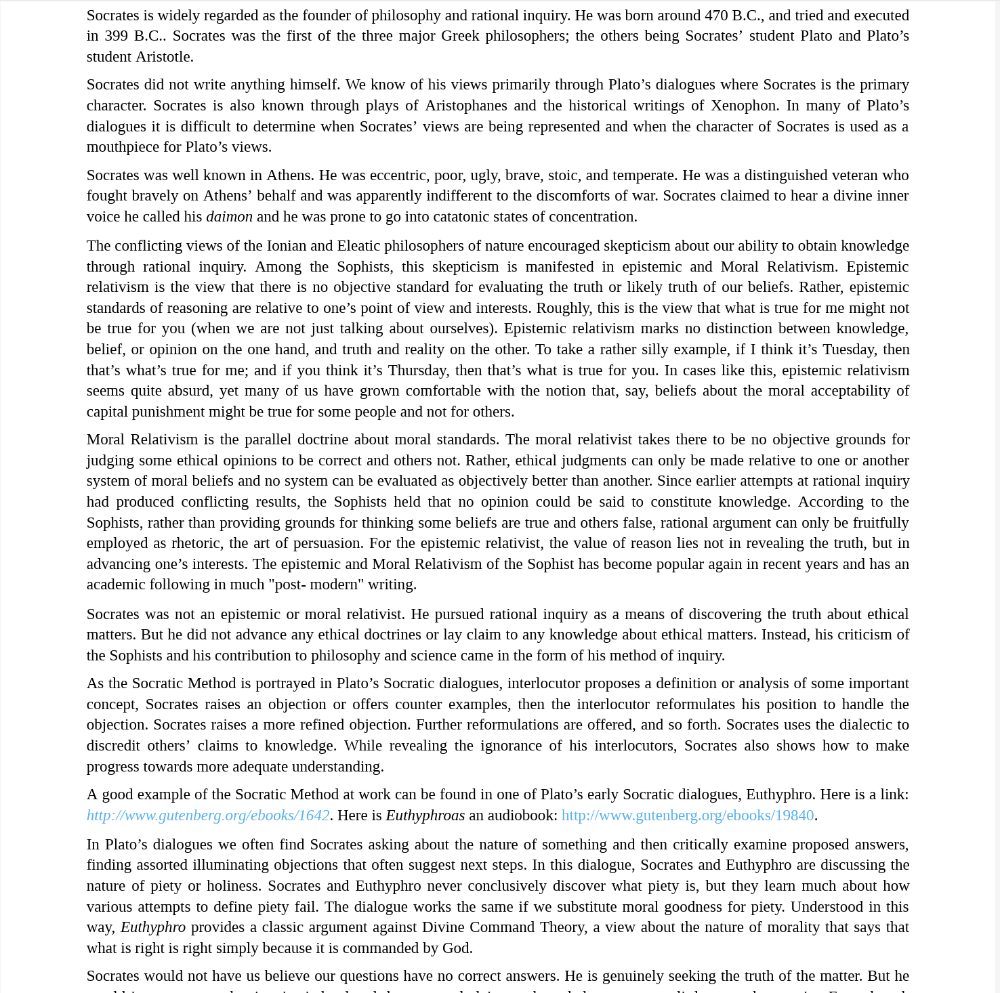 Socrates is widely regarded as the founder of philosophy and rational inquiry. He was born around 470 B.C., and tried and executed
in 399 B.C.. Socrates was the first of the three major Greek philosophers; the others being Socrates’ student Plato and Plato’s
student Aristotle.
Socrates did not write anything himself. We know of his views primarily through Plato’s dialogues where Socrates is the primary
character. Socrates is also known through plays of Aristophanes and the historical writings of Xenophon. In many of Plato’s
dialogues it is difficult to determine when Socrates’ views are being represented and when the character of Socrates is used as a
mouthpiece for Plato’s views.
Socrates was well known in Athens. He was eccentric, poor, ugly, brave, stoic, and temperate. He was a distinguished veteran who
fought bravely on Athens’ behalf and was apparently indifferent to the discomforts of war. Socrates claimed to hear a divine inner
voice he called his daimon and he was prone to go into catatonic states of concentration.
The conflicting views of the Ionian and Eleatic philosophers of nature encouraged skepticism about our ability to obtain knowledge
through rational inquiry. Among the Sophists, this skepticism is manifested in epistemic and Moral Relativism. Epistemic
relativism is the view that there is no objective standard for evaluating the truth or likely truth of our beliefs. Rather, epistemic
standards of reasoning are relative to one’s point of view and interests. Roughly, this is the view that what is true for me might not
be true for you (when we are not just talking about ourselves). Epistemic relativism marks no distinction between knowledge,
belief, or opinion on the one hand, and truth and reality on the other. To take a rather silly example, if I think it’s Tuesday, then
that’s what’s true for me; and if you think it’s Thursday, then that’s what is true for you. In cases like this, epistemic relativism
seems quite absurd, yet many of us have grown comfortable with the notion that, say, beliefs about the moral acceptability of
capital punishment might be true for some people and not for others.
Moral Relativism is the parallel doctrine about moral standards. The moral relativist takes there to be no objective grounds for
judging some ethical opinions to be correct and others not. Rather, ethical judgments can only be made relative to one or another
system of moral beliefs and no system can be evaluated as objectively better than another. Since earlier attempts at rational inquiry
had produced conflicting results, the Sophists held that no opinion could be said to constitute knowledge. According to the
Sophists, rather than providing grounds for thinking some beliefs are true and others false, rational argument can only be fruitfully
employed as rhetoric, the art of persuasion. For the epistemic relativist, the value of reason lies not in revealing the truth, but in
advancing one’s interests. The epistemic and Moral Relativism of the Sophist has become popular again in recent years and has an
academic following in much "post- modern" writing.
Socrates was not an epistemic or moral relativist. He pursued rational inquiry as a means of discovering the truth about ethical
matters. But he did not advance any ethical doctrines or lay claim to any knowledge about ethical matters. Instead, his criticism of
the Sophists and his contribution to philosophy and science came in the form of his method of inquiry.
As the Socratic Method is portrayed in Plato’s Socratic dialogues, interlocutor proposes a definition or analysis of some important
concept, Socrates raises an objection or offers counter examples, then the interlocutor reformulates his position to handle the
objection. Socrates raises a more refined objection. Further reformulations are offered, and so forth. Socrates uses the dialectic to
discredit others’ claims to knowledge. While revealing the ignorance of his interlocutors, Socrates also shows how to make
progress towards more adequate understanding.
A good example of the Socratic Method at work can be found in one of Plato’s early Socratic dialogues, Euthyphro. Here is a link:
http://www.gutenberg.org/ebooks/1642. Here is Euthyphroas an audiobook: http://www.gutenberg.org/ebooks/19840.
In Plato’s dialogues we often find Socrates asking about the nature of something and then critically examine proposed answers,
finding assorted illuminating objections that often suggest next steps. In this dialogue, Socrates and Euthyphro are discussing the
nature of piety or holiness. Socrates and Euthyphro never conclusively discover what piety is, but they learn much about how
various attempts to define piety fail. The dialogue works the same if we substitute moral goodness for piety. Understood in this
way, Euthyphro provides a classic argument against Divine Command Theory, a view about the nature of morality that says that
what is right is right simply because it is commanded by God.
Socrates would not have us believe our questions have no correct answers. He is genuinely seeking the truth of the matter. But he